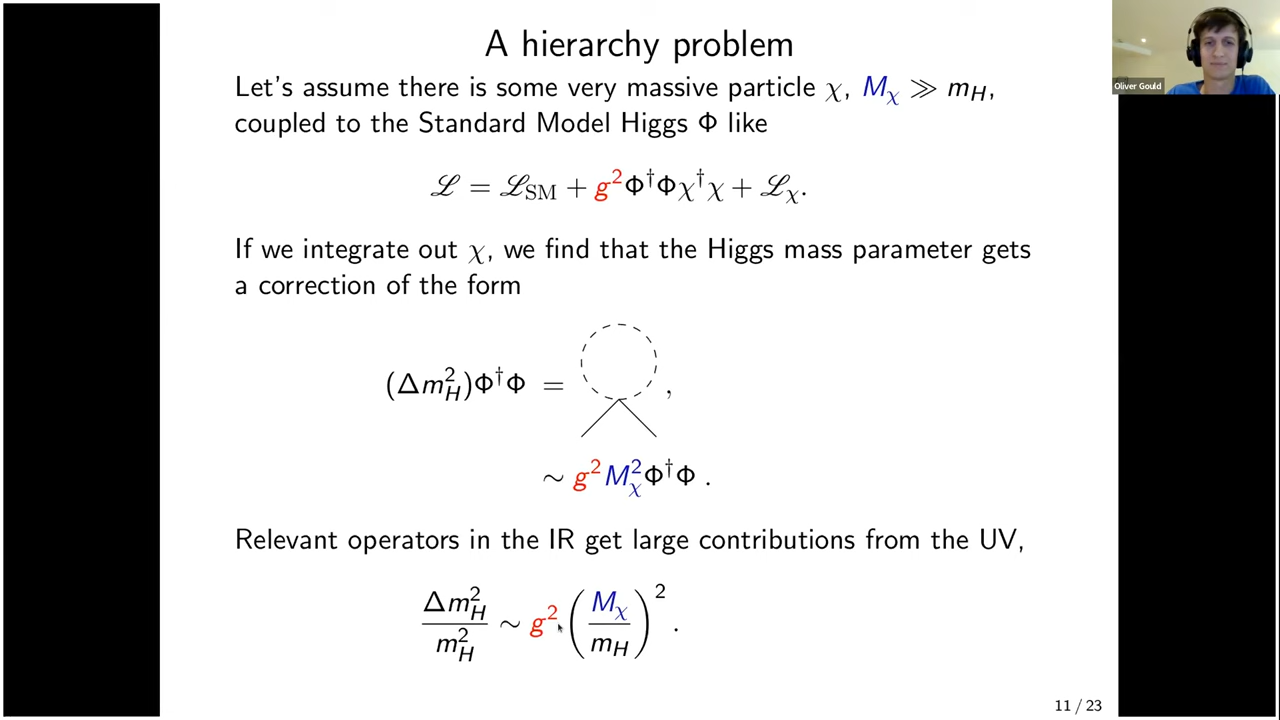 A hierarchy problem
Oliver Gould
Let's assume there is some very massive particle χ, M_χ ≫ m_H,
coupled to the Standard Model Higgs Φ like
ℒ = ℒ_SM + g²Φ†Φχ†χ + ℒ_χ.
If we integrate out χ, we find that the Higgs mass parameter gets
a correction of the form
(Δm_H²)Φ†Φ = ,
∼ g²M_χ²Φ†Φ .
Relevant operators in the IR get large contributions from the UV,
Δm_H²/m_H² ∼ g² (M_χ/m_H)² .
11 / 23